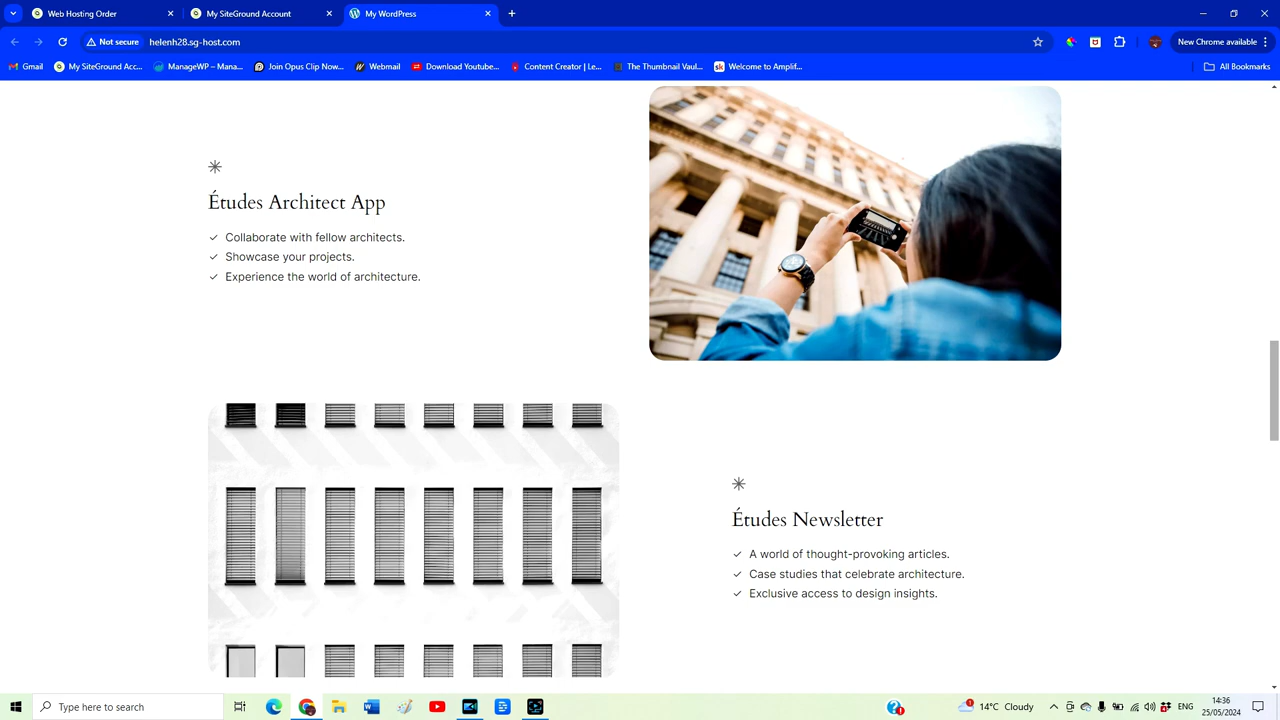 Web Hosting Order
My SiteGround Account
My WordPress
Not secure
helenh28.sg-host.com
New Chrome available
Gmail
My SiteGround Acc...
ManageWP – Mana...
Join Opus Clip Now...
Webmail
Download Youtube...
Content Creator | Le...
The Thumbnail Vaul...
Welcome to Amplif...
All Bookmarks
Études Architect App
Collaborate with fellow architects.
Showcase your projects.
Experience the world of architecture.
Études Newsletter
A world of thought-provoking articles.
Case studies that celebrate architecture.
Exclusive access to design insights.
Type here to search
14°C Cloudy
ENG
14:36
25/05/2024